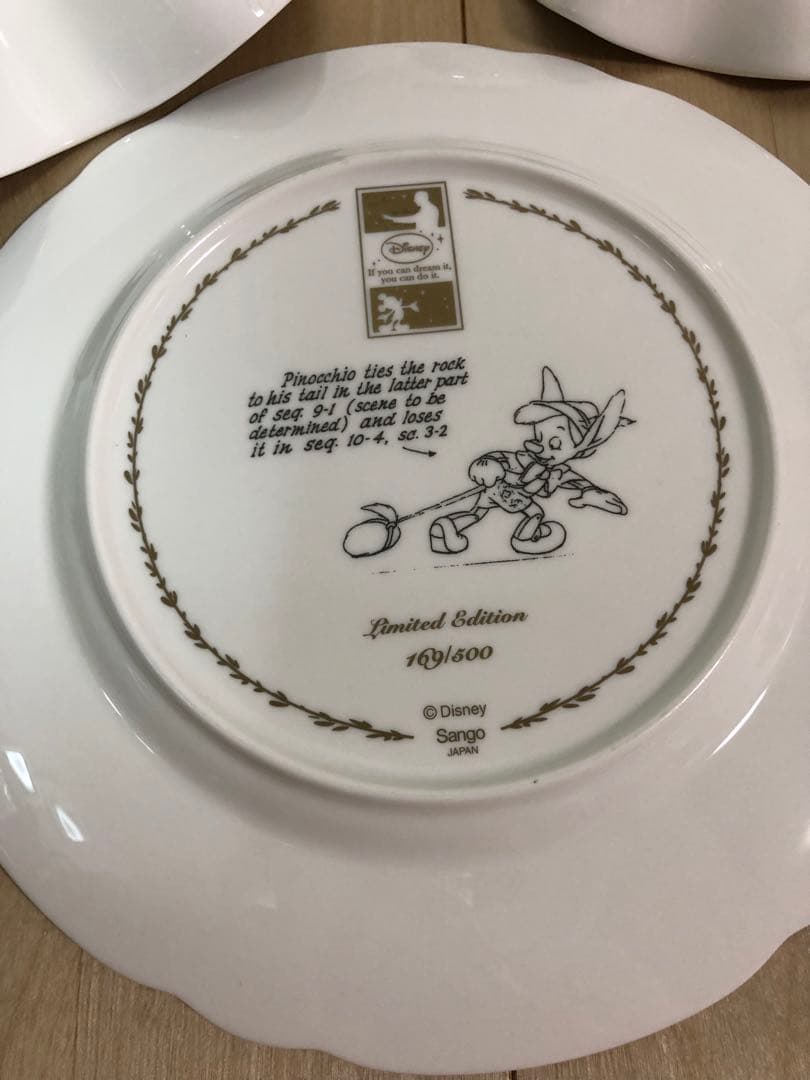 Disney
If you can dream it,
you can do it.
Pinocchio ties the rock
to his tail in the latter part
of seq. 9-1 (scene to be
determined) and loses
it in seq. 10-4, sc. 3-2
Limited Edition
169/500
© Disney
Sango
JAPAN